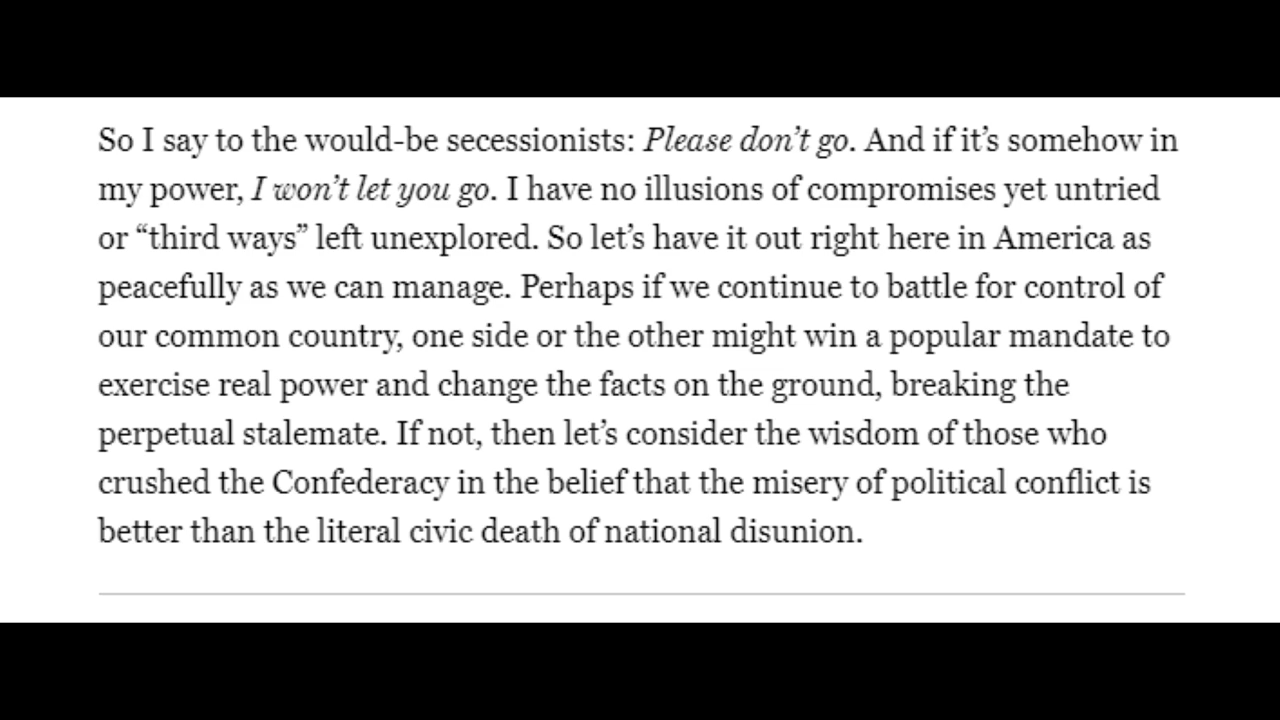 So I say to the would-be secessionists: Please don’t go. And if it’s somehow in
my power, I won’t let you go. I have no illusions of compromises yet untried
or “third ways” left unexplored. So let’s have it out right here in America as
peacefully as we can manage. Perhaps if we continue to battle for control of
our common country, one side or the other might win a popular mandate to
exercise real power and change the facts on the ground, breaking the
perpetual stalemate. If not, then let’s consider the wisdom of those who
crushed the Confederacy in the belief that the misery of political conflict is
better than the literal civic death of national disunion.